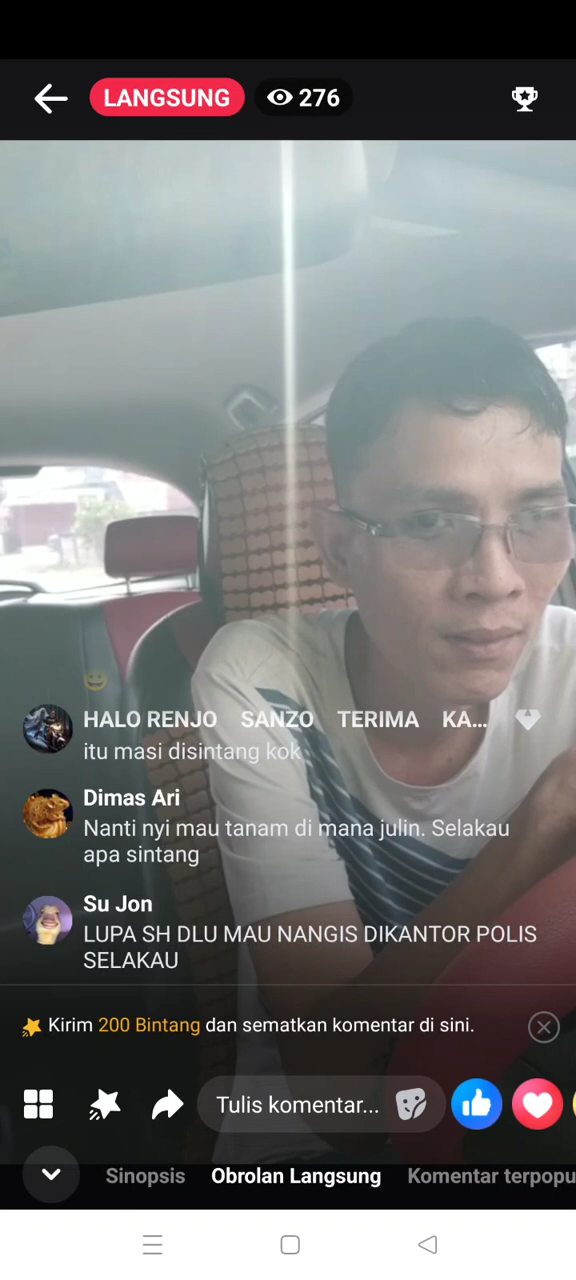 LANGSUNG 276
HALO RENJO SANZO TERIMA KA...
itu masi disintang kok
Dimas Ari
Nanti nyi mau tanam di mana julin. Selakau
apa sintang
Su Jon
LUPA SH DLU MAU NANGIS DIKANTOR POLIS
SELAKAU
Kirim 200 Bintang dan sematkan komentar di sini.
Tulis komentar...
Sinopsis Obrolan Langsung Komentar terpopu